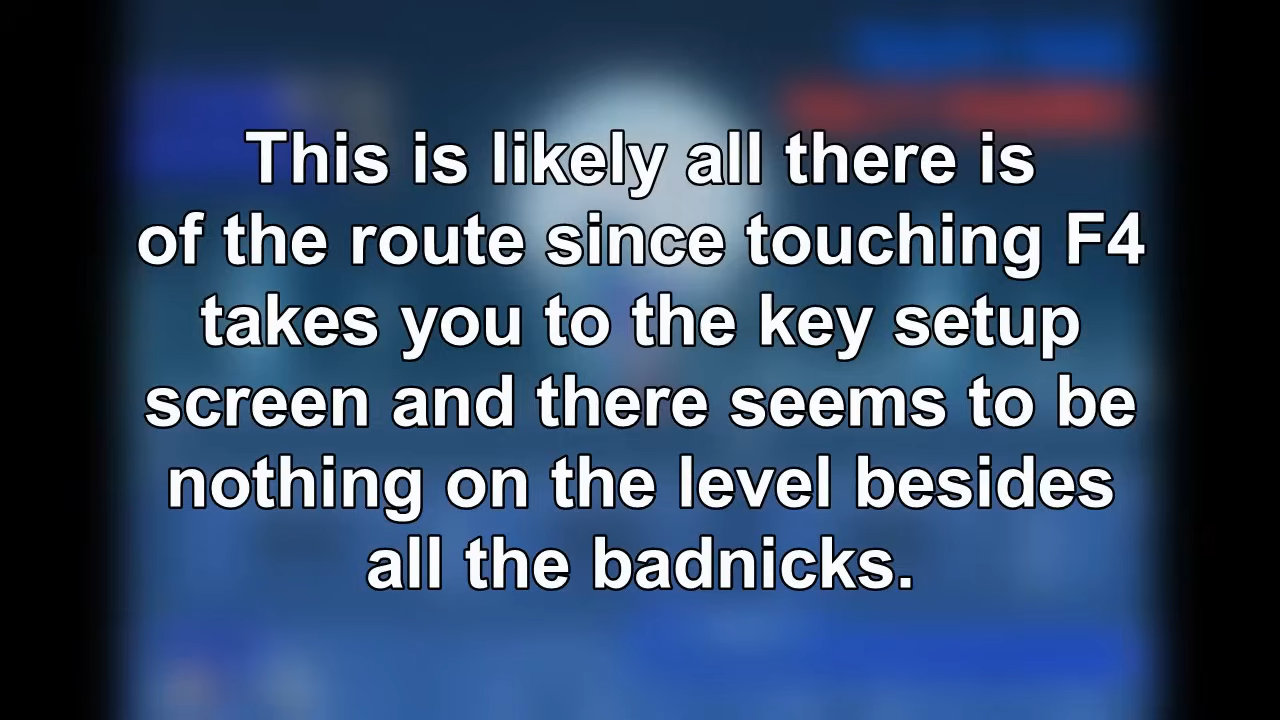 This is likely all there is
of the route since touching F4
takes you to the key setup
screen and there seems to be
nothing on the level besides
all the badnicks.